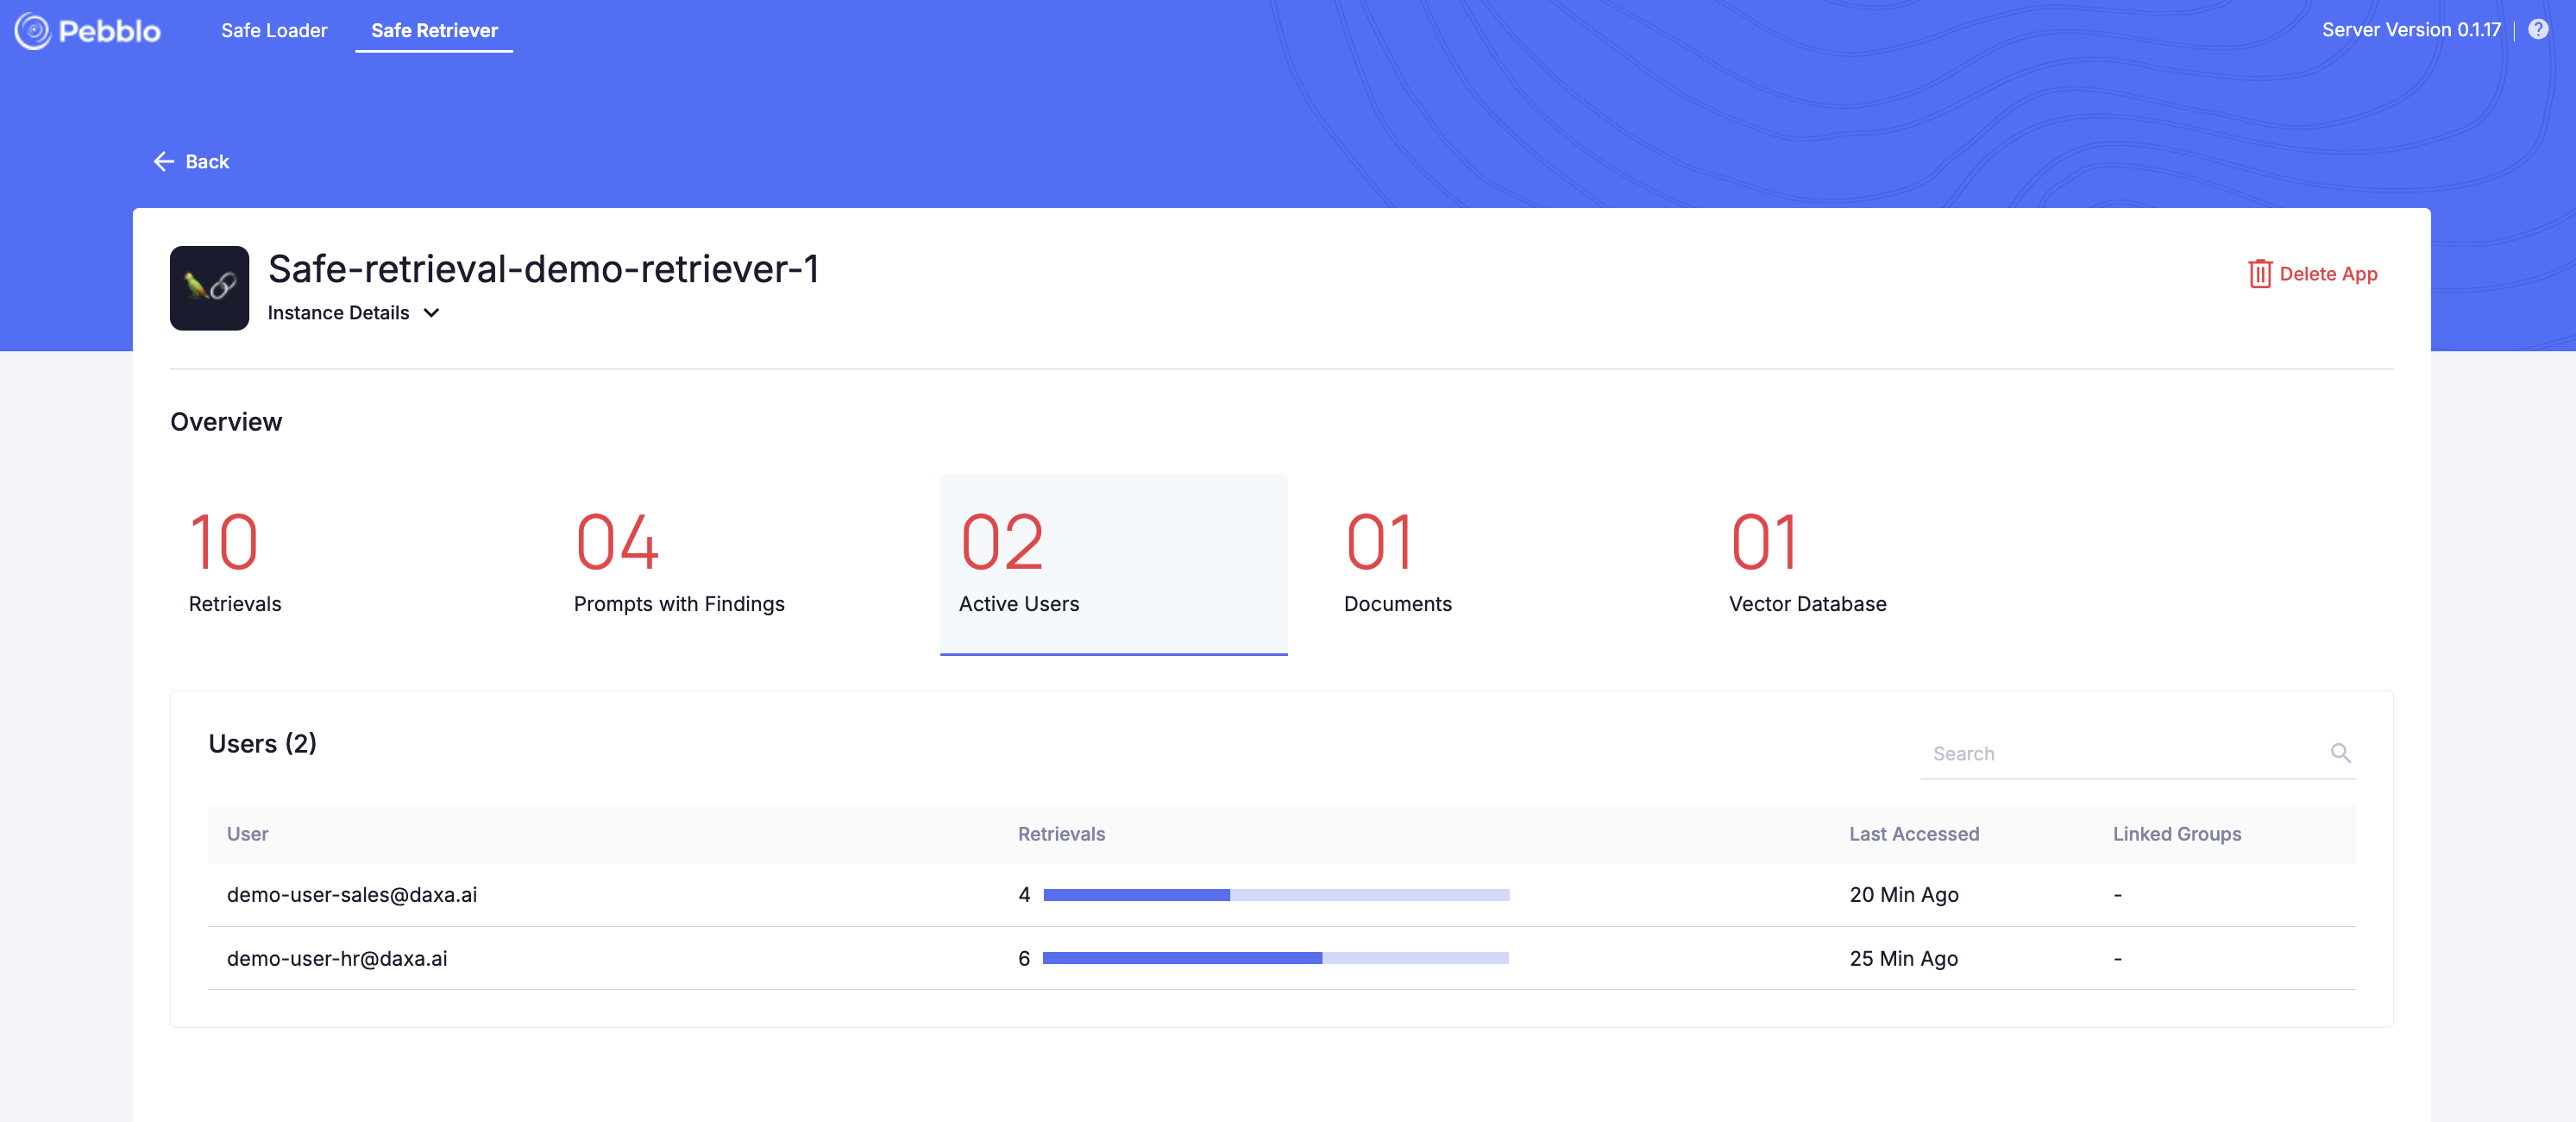 Pebblo
Safe Loader
Safe Retriever
Server Version 0.1.17
?
Back
Safe-retrieval-demo-retriever-1
Instance Details
Delete App
Overview
10
Retrievals
04
Prompts with Findings
02
Active Users
01
Documents
01
Vector Database
Users (2)
Search
User Retrievals Last Accessed Linked Groups
demo-user-sales@daxa.ai 4 20 Min Ago -
demo-user-hr@daxa.ai 6 25 Min Ago -